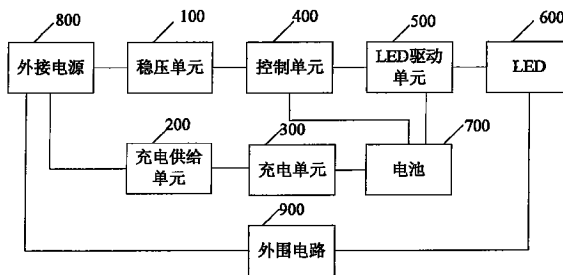 800
100
400
500
600
外接电源
稳压单元
控制单元
LED驱动
单元
LED
200
300
700
充电供给
单元
充电单元
电池
900
外围电路